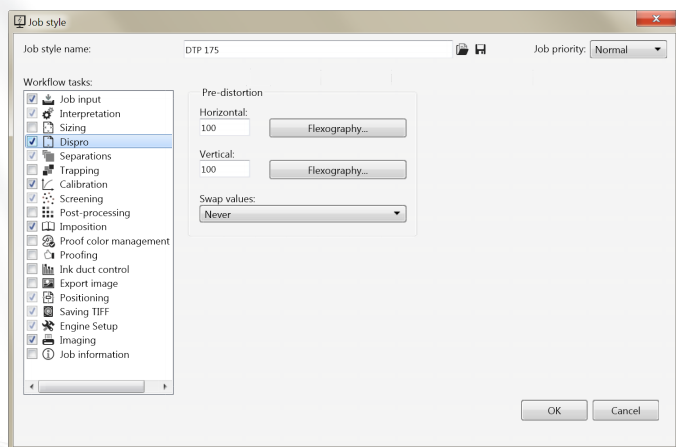 Job style
Job style name:
DTP 175
Job priority:
Normal
Workflow tasks:
Job input
Interpretation
Sizing
Dispro
Separations
Trapping
Calibration
Screening
Post-processing
Imposition
Proof color management
Proofing
Ink duct control
Export image
Positioning
Saving TIFF
Engine Setup
Imaging
Job information
Pre-distortion
Horizontal:
100
Flexography...
Vertical:
100
Flexography...
Swap values:
Never
OK
Cancel